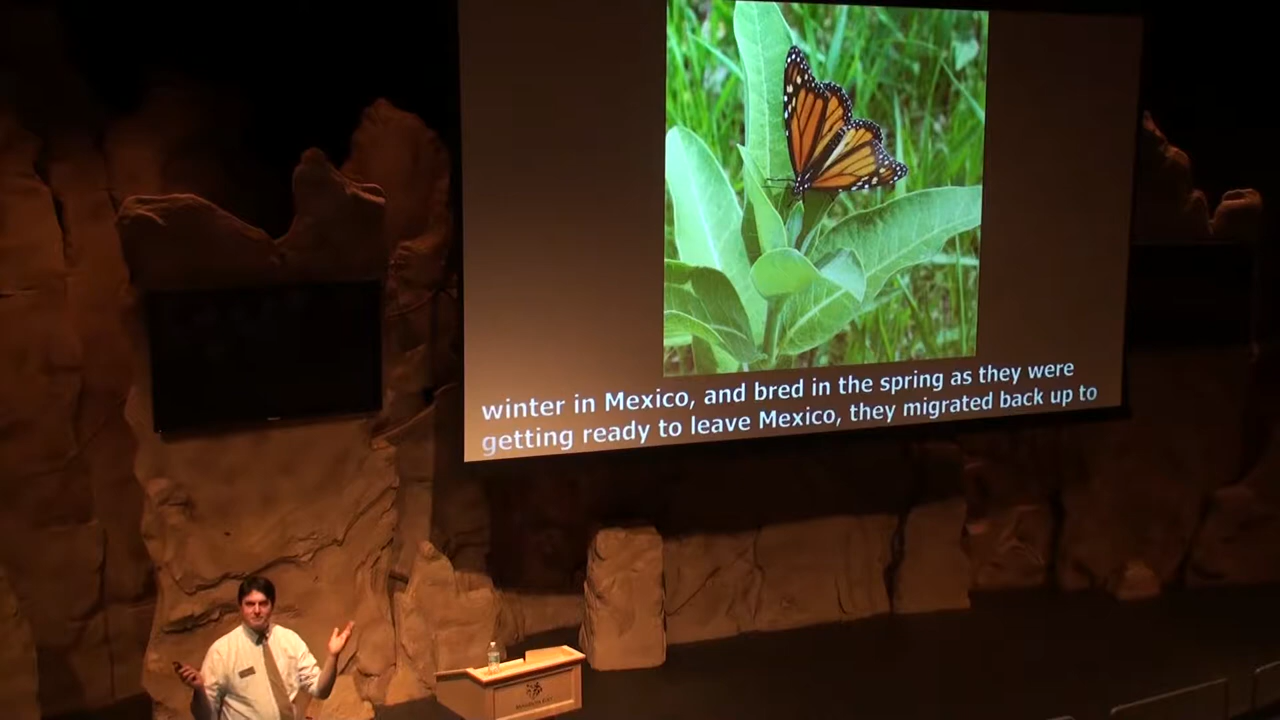 winter in Mexico, and bred in the spring as they were
getting ready to leave Mexico, they migrated back up to